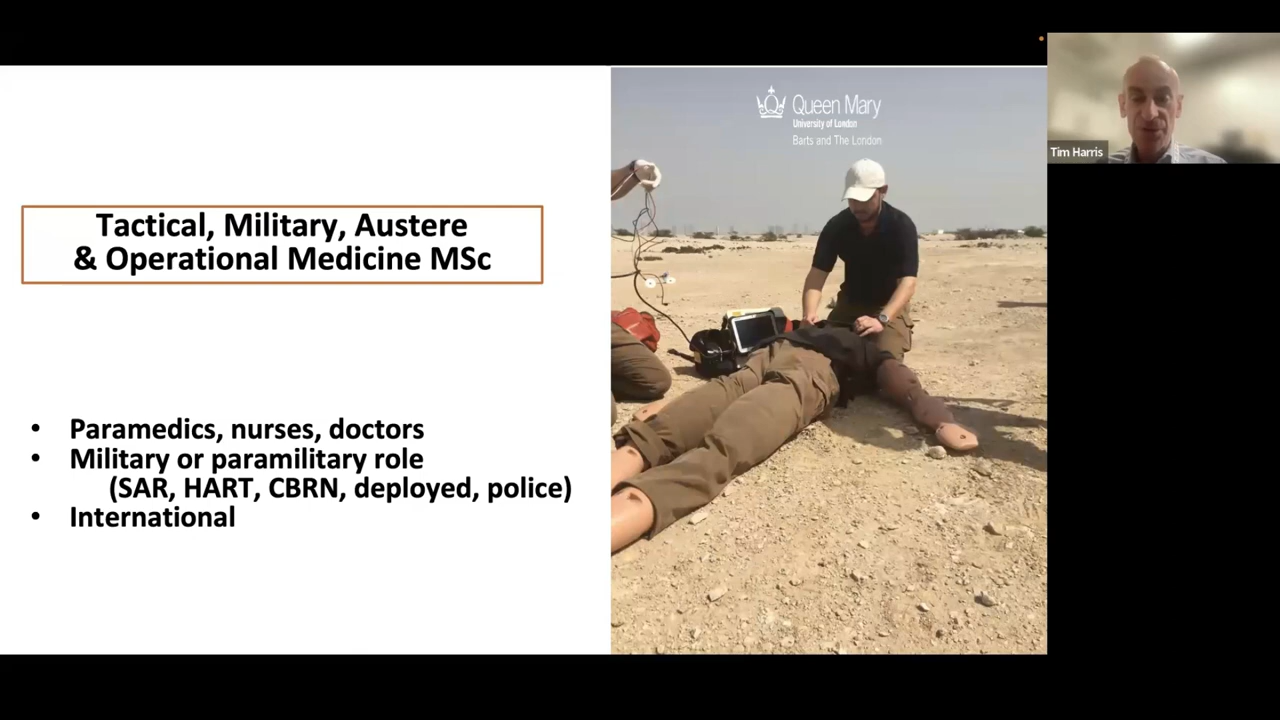 Queen Mary
University of London
Barts and The London
Tim Harris
Tactical, Military, Austere
& Operational Medicine MSc
• Paramedics, nurses, doctors
• Military or paramilitary role
(SAR, HART, CBRN, deployed, police)
• International